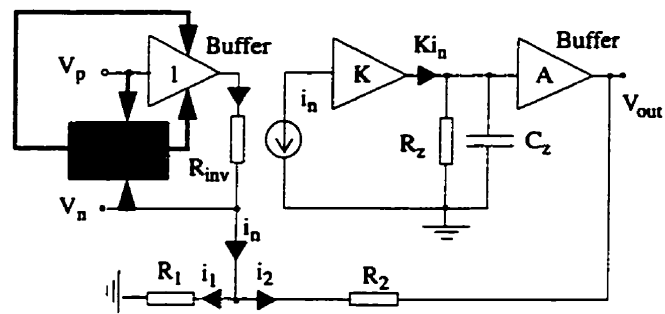 Buffer
V_p
1
R_inv
V_n
i_n
i_n
K
Ki_n
R_z
C_z
Buffer
A
V_out
R_1
i_1
i_2
R_2